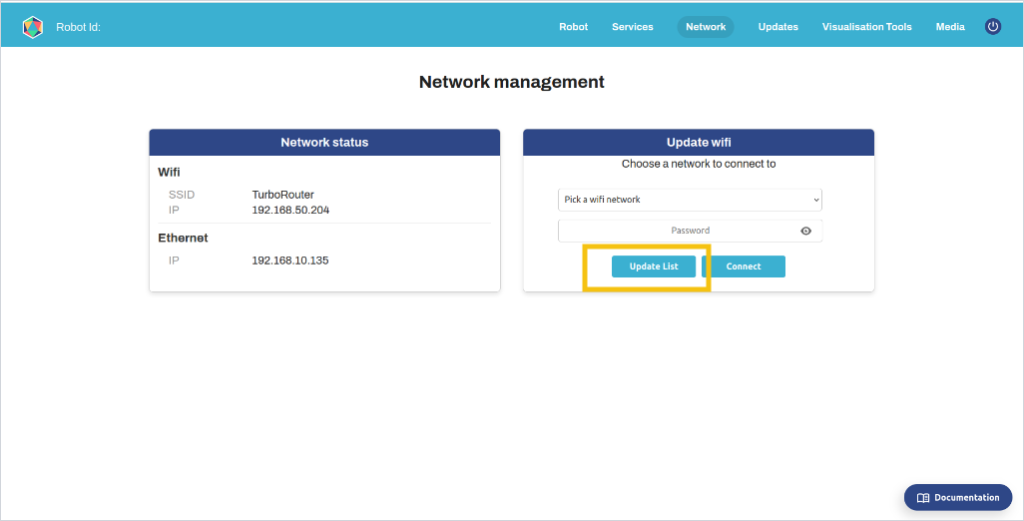 Robot Id:
Robot Services Network Updates Visualisation Tools Media
Network management
Network status
Wifi
SSID TurboRouter
IP 192.168.50.204
Ethernet
IP 192.168.10.135
Update wifi
Choose a network to connect to
Pick a wifi network
Password
Update List Connect
Documentation